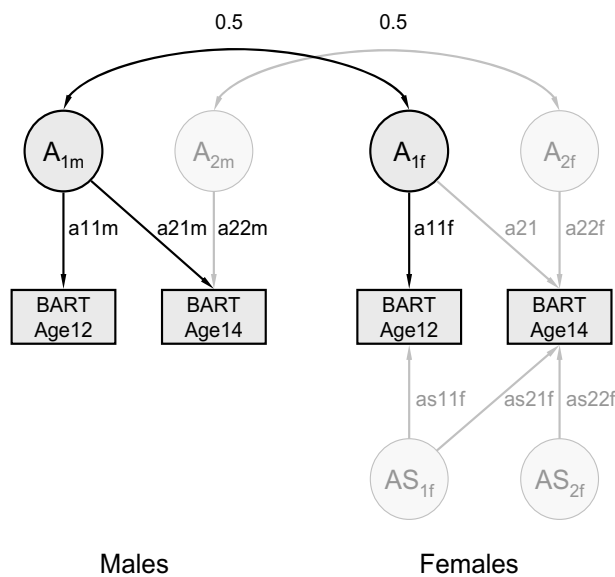 0.5 0.5
A1m A2m A1f A2f
a11m a21m a22m a11f a21 a22f
BART BART BART BART
Age12 Age14 Age12 Age14
as11f as21f as22f
AS1f AS2f
Males Females